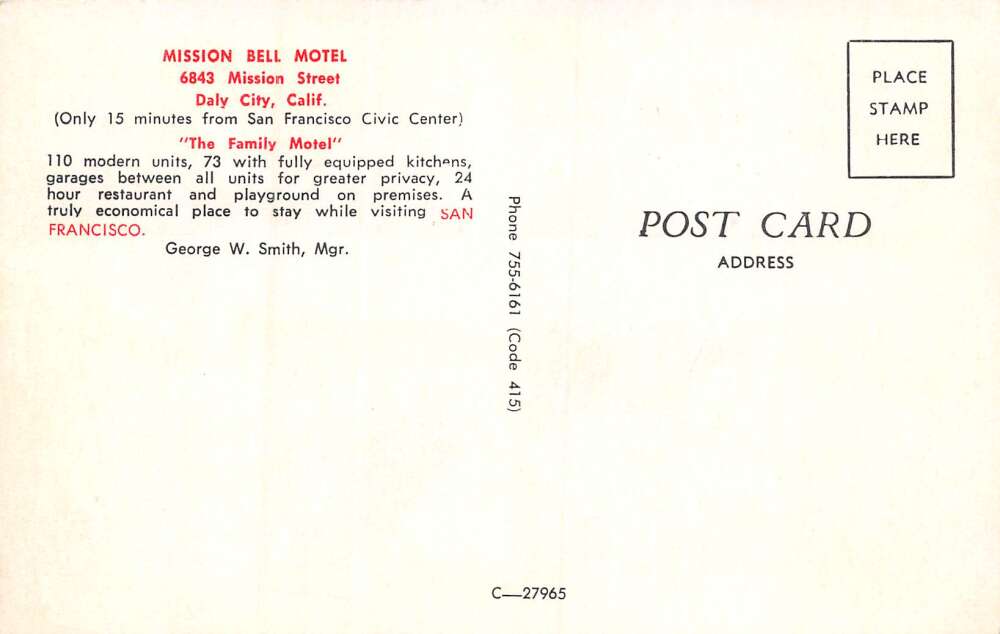 MISSION BELL MOTEL
6843 Mission Street
Daly City, Calif.
(Only 15 minutes from San Francisco Civic Center)
"The Family Motel"
110 modern units, 73 with fully equipped kitchens,
garages between all units for greater privacy, 24
hour restaurant and playground on premises. A
truly economical place to stay while visiting SAN
FRANCISCO.
George W. Smith, Mgr.
Phone 755-6161 (Code 415)
PLACE
STAMP
HERE
POST CARD
ADDRESS
C—27965